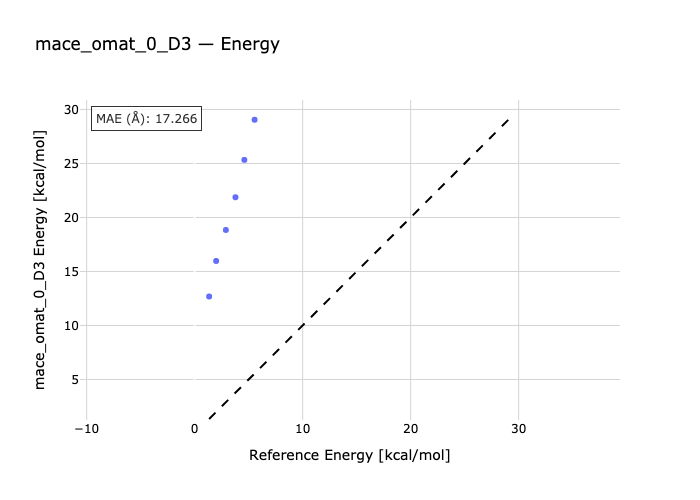 mace_omat_0_D3 — Energy
MAE (Å): 17.266
mace_omat_0_D3 Energy [kcal/mol]
30
25
20
15
10
5
−10
0
10
20
30
Reference Energy [kcal/mol]